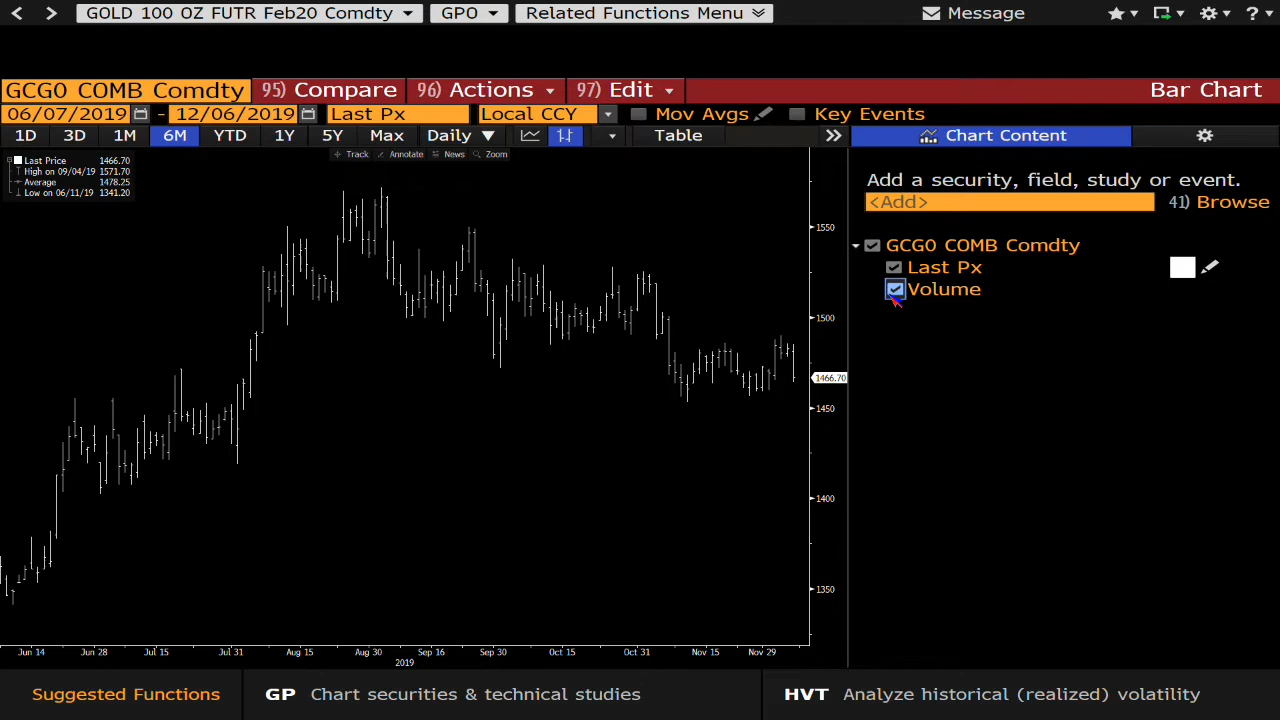 GOLD 100 OZ FUTR Feb20 Comdty GPO Related Functions Menu Message ?
GCG0 COMB Comdty 95) Compare 96) Actions 97) Edit Bar Chart
06/07/2019 - 12/06/2019 Last Px Local CCY Mov Avgs Key Events
1D 3D 1M 6M YTD 1Y 5Y Max Daily Table Chart Content
Track Annotate News Zoom
Last Price 1466.70
High on 09/04/19 1571.70
Average 1478.25
Low on 06/11/19 1341.20
Add a security, field, study or event.
<Add> 41) Browse
GCG0 COMB Comdty
Last Px
Volume
1550
1500
1466.70
1450
1400
1350
Jun 14 Jun 28 Jul 15 Jul 31 Aug 15 Aug 30 Sep 16 Sep 30 Oct 15 Oct 31 Nov 15 Nov 29
2019
Suggested Functions GP Chart securities & technical studies HVT Analyze historical (realized) volatility